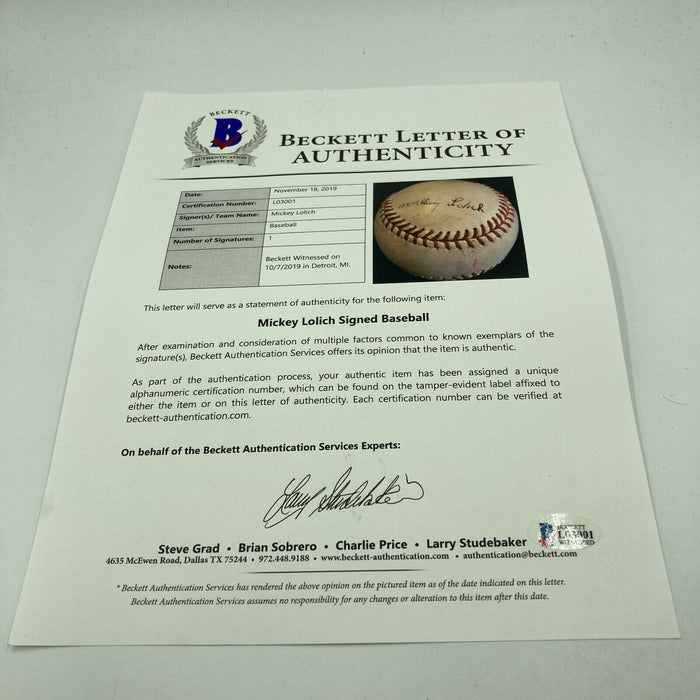 BECKETT
B
AUTHENTICATION
SERVICES
BECKETT LETTER OF
AUTHENTICITY
Date: November 18, 2019
Certification Number: L03001
Signer(s)/ Team Name: Mickey Lolich
Item: Baseball
Number of Signatures: 1
Notes: Beckett Witnessed on
10/7/2019 in Detroit, MI.
Mickey Lolich
This letter will serve as a statement of authenticity for the following item:
Mickey Lolich Signed Baseball
After examination and consideration of multiple factors common to known exemplars of the
signature(s), Beckett Authentication Services offers its opinion that the item is authentic.
As part of the authentication process, your authentic item has been assigned a unique
alphanumeric certification number, which can be found on the tamper-evident label affixed to
either the item or on this letter of authenticity. Each certification number can be verified at
beckett-authentication.com.
On behalf of the Beckett Authentication Services Experts:
Larry Studebaker
Steve Grad • Brian Sobrero • Charlie Price • Larry Studebaker
4635 McEwen Road, Dallas TX 75244 • 972.448.9188 • www.beckett-authentication.com • authentication@beckett.com
BECKETT
L03001
WITNESSED
* Beckett Authentication Services has rendered the above opinion on the pictured item as of the date indicated on this letter.
Beckett Authentication Services assumes no responsibility for any changes or alteration to this item after this date.